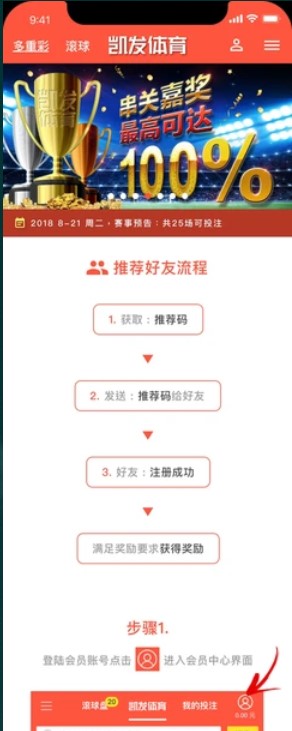 9:41
多重彩 滚球 凯发体育
凯发
体育
串关嘉奖
最高可达
100%
2018 8-21 周二，赛事预告：共25场可投注
推荐好友流程
1. 获取：推荐码
2. 发送：推荐码给好友
3. 好友：注册成功
满足奖励要求获得奖励
步骤1.
登陆会员账号点击 进入会员中心界面
滚球盘 20 凯发体育 我的投注
0.00 元